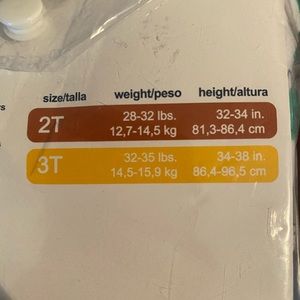 size/talla weight/peso height/altura
2T 28-32 lbs. 32-34 in.
12,7-14,5 kg 81,3-86,4 cm
3T 32-35 lbs. 34-38 in.
14,5-15,9 kg 86,4-96,5 cm